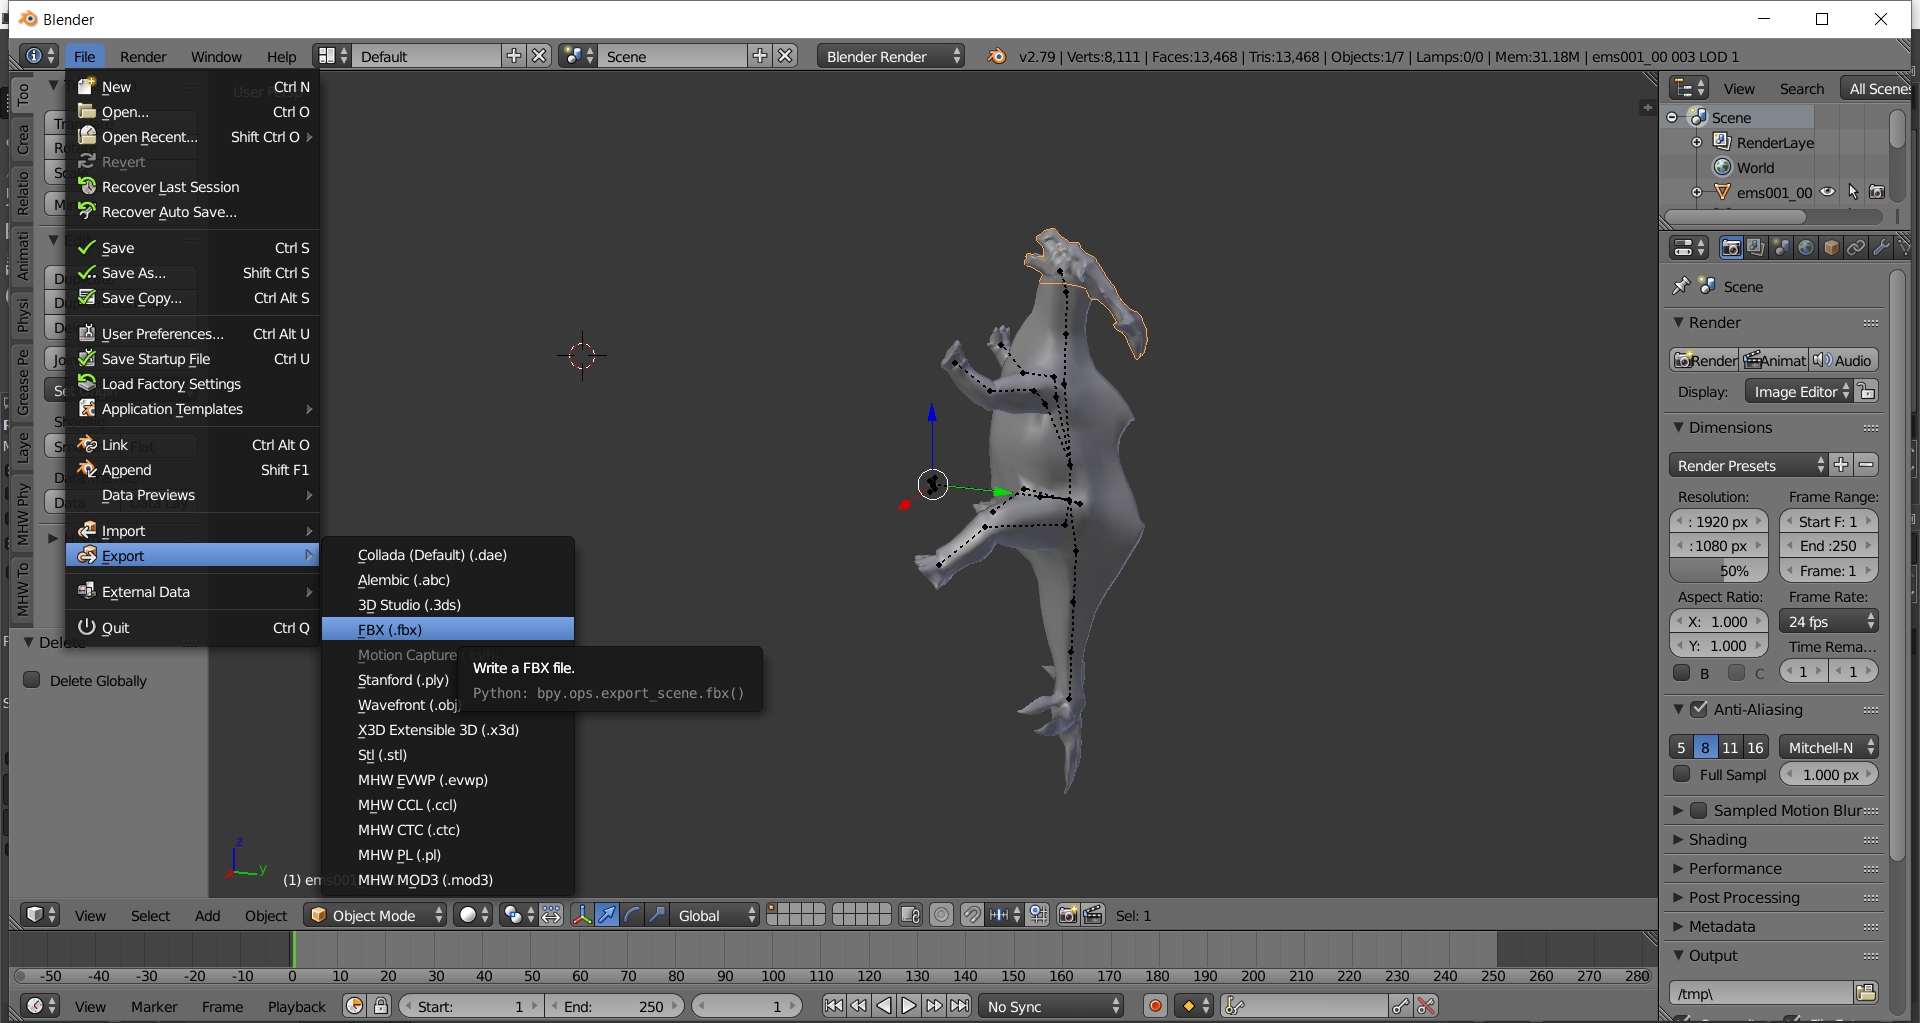 Blender
File Render Window Help Default Scene Blender Render v2.79 | Verts:8,111 | Faces:13,468 | Tris:13,468 | Objects:1/7 | Lamps:0/0 | Mem:31.18M | ems001_00 003 LOD 1
New Ctrl N
Open... Ctrl O
Open Recent... Shift Ctrl O
Revert
Recover Last Session
Recover Auto Save...
Save Ctrl S
Save As... Shift Ctrl S
Save Copy... Ctrl Alt S
User Preferences... Ctrl Alt U
Save Startup File Ctrl U
Load Factory Settings
Application Templates
Link Ctrl Alt O
Append Shift F1
Data Previews
Import
Export
External Data
Quit Ctrl Q
Too
Crea
Relatio
Animati
Physi
Grease Pe
Laye
MHW Phy
MHW To
Delete
Delete Globally
Collada (Default) (.dae)
Alembic (.abc)
3D Studio (.3ds)
FBX (.fbx)
Motion Capture
Stanford (.ply)
Wavefront (.obj
X3D Extensible 3D (.x3d)
Stl (.stl)
MHW EVWP (.evwp)
MHW CCL (.ccl)
MHW CTC (.ctc)
MHW PL (.pl)
MHW MOD3 (.mod3)
Write a FBX file.
Python: bpy.ops.export_scene.fbx()
z
y
(1) ems001
View Search All Scenes
Scene
RenderLaye
World
ems001_00
Scene
Render
Render Animat Audio
Display: Image Editor
Dimensions
Render Presets
Resolution: Frame Range:
: 1920 px Start F: 1
:1080 px End :250
50% Frame: 1
Aspect Ratio: Frame Rate:
X: 1.000 24 fps
Y: 1.000 Time Rema...
B C 1 1
Anti-Aliasing
5 8 11 16 Mitchell-N
Full Sampl 1.000 px
Sampled Motion Blur
Shading
Performance
Post Processing
Metadata
Output
/tmp\
View Select Add Object Object Mode Global Sel: 1
-50 -40 -30 -20 -10 0 10 20 30 40 50 60 70 80 90 100 110 120 130 140 150 160 170 180 190 200 210 220 230 240 250 260 270 280
View Marker Frame Playback Start: 1 End: 250 1 No Sync